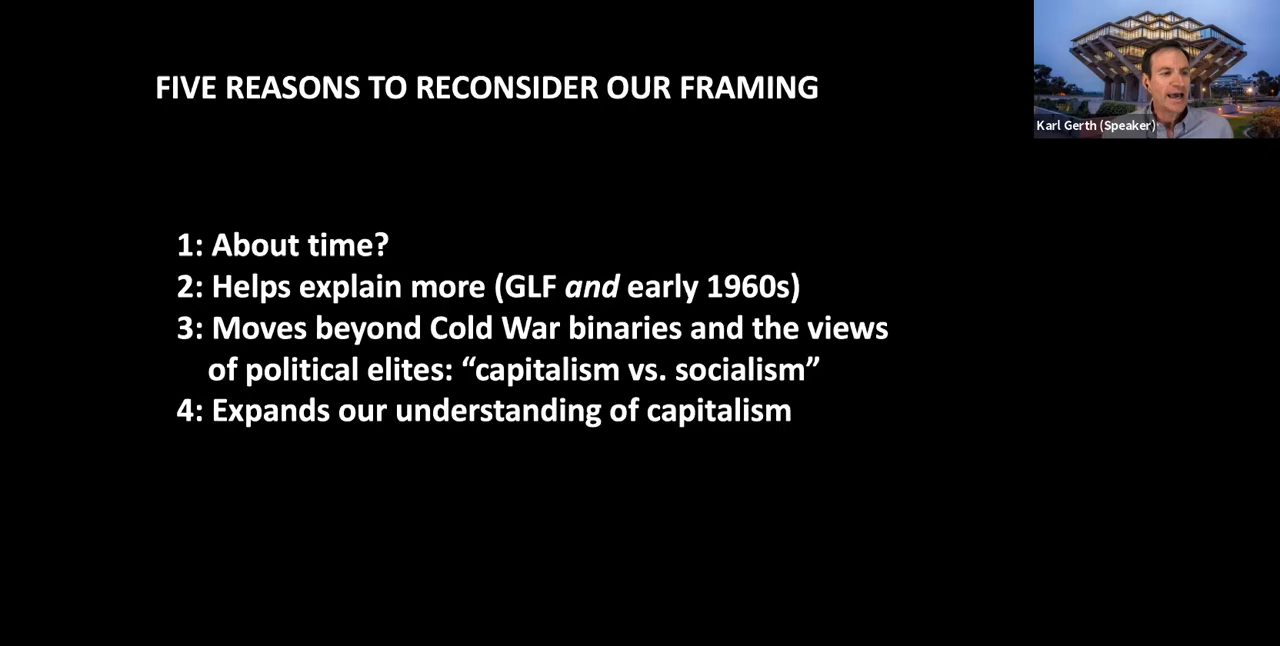 FIVE REASONS TO RECONSIDER OUR FRAMING
Karl Gerth (Speaker)
1: About time?
2: Helps explain more (GLF and early 1960s)
3: Moves beyond Cold War binaries and the views
of political elites: “capitalism vs. socialism”
4: Expands our understanding of capitalism